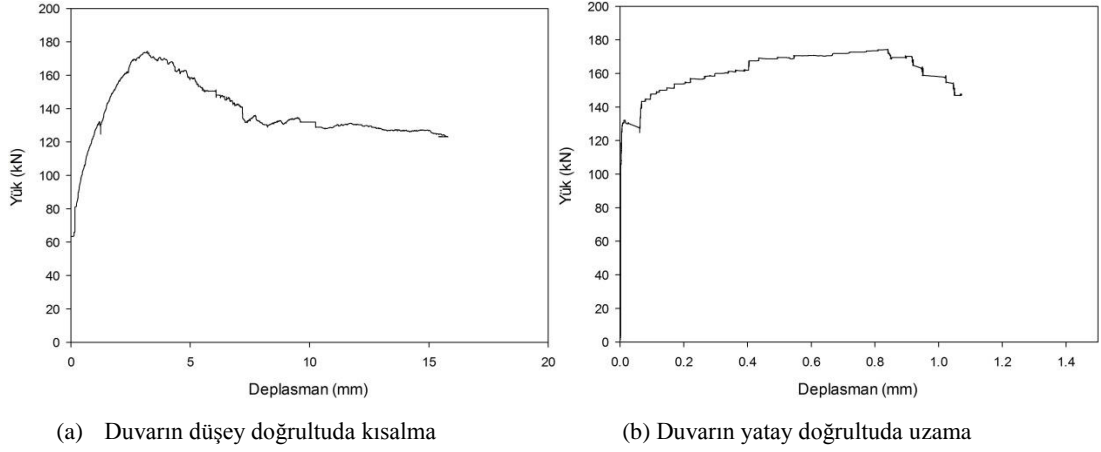 200
180
160
140
120
100
80
60
40
20
0
Yük (kN)
0 5 10 15 20
Deplasman (mm)
(a) Duvarın düşey doğrultuda kısalma
200
180
160
140
120
100
80
60
40
20
0
Yük (kN)
0.0 0.2 0.4 0.6 0.8 1.0 1.2 1.4
Deplasman (mm)
(b) Duvarın yatay doğrultuda uzama